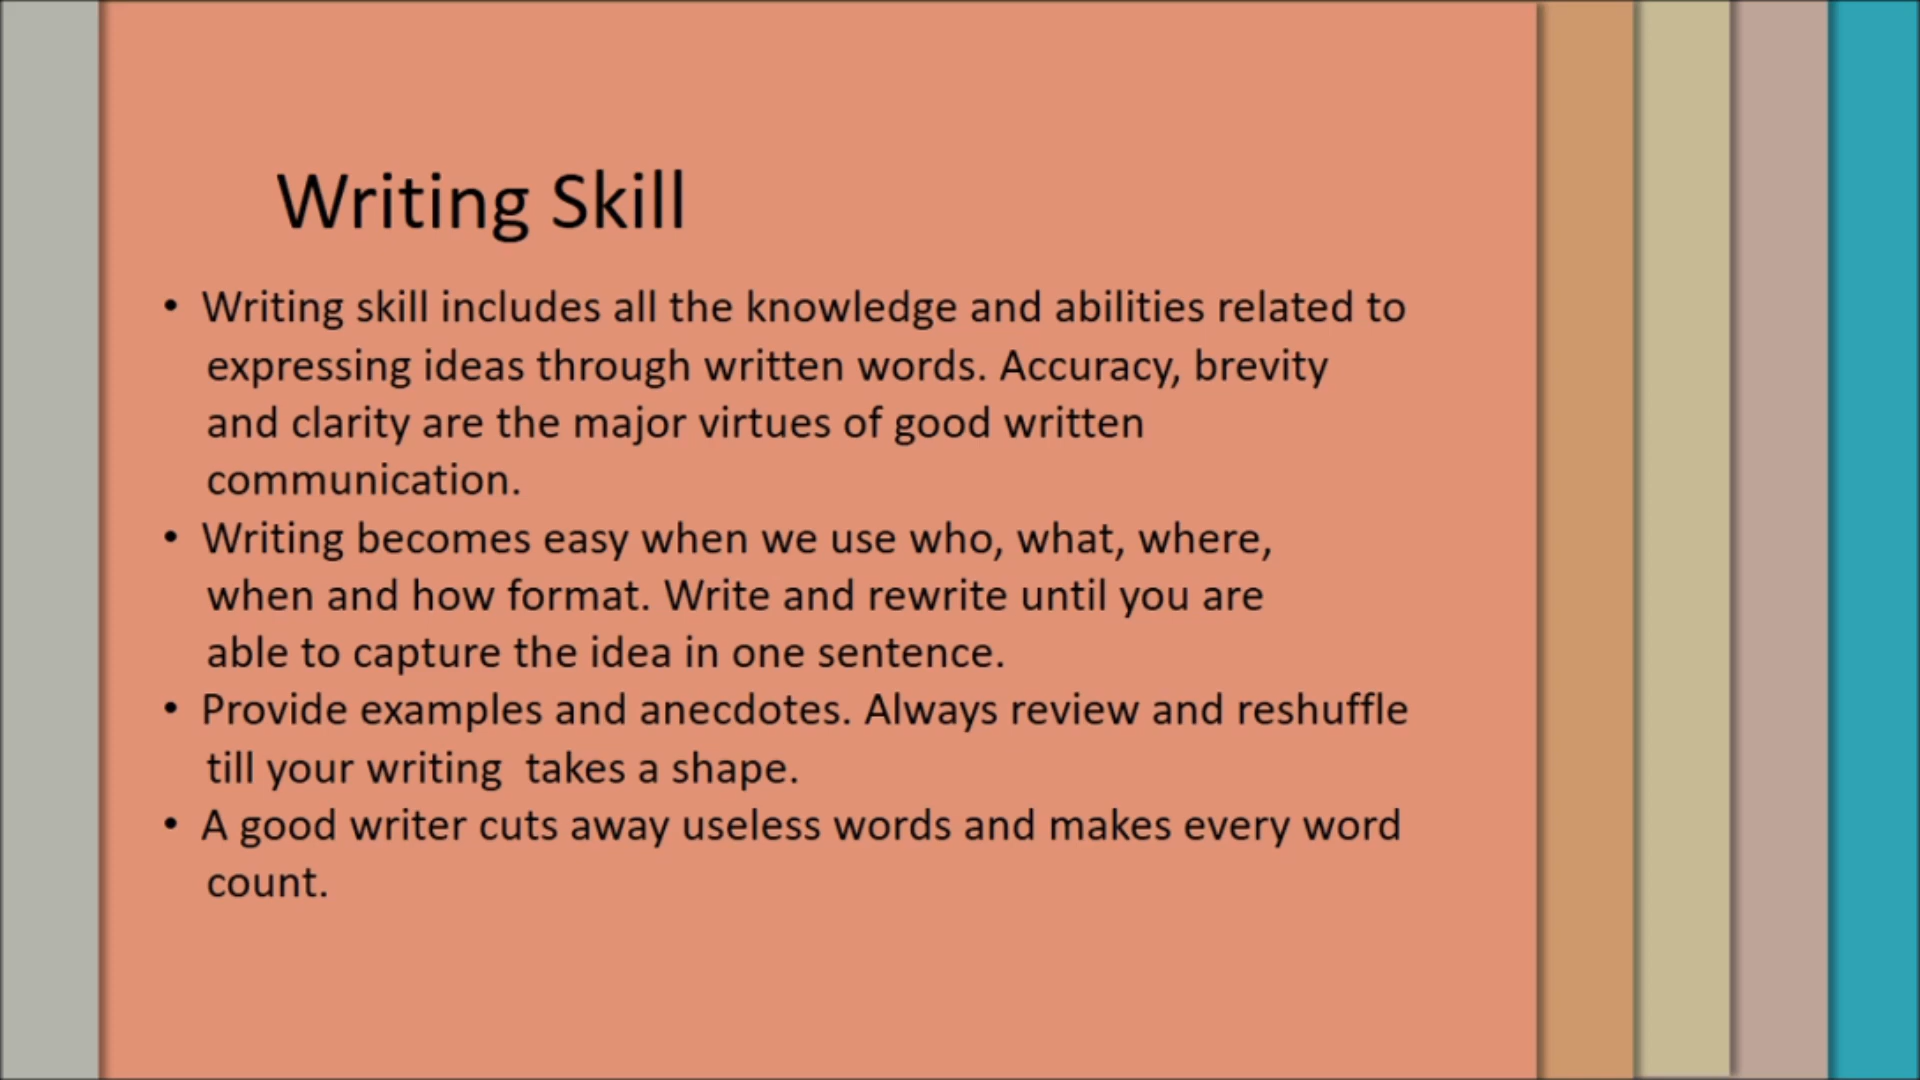 Writing Skill
• Writing skill includes all the knowledge and abilities related to
expressing ideas through written words. Accuracy, brevity
and clarity are the major virtues of good written
communication.
• Writing becomes easy when we use who, what, where,
when and how format. Write and rewrite until you are
able to capture the idea in one sentence.
• Provide examples and anecdotes. Always review and reshuffle
till your writing  takes a shape.
• A good writer cuts away useless words and makes every word
count.